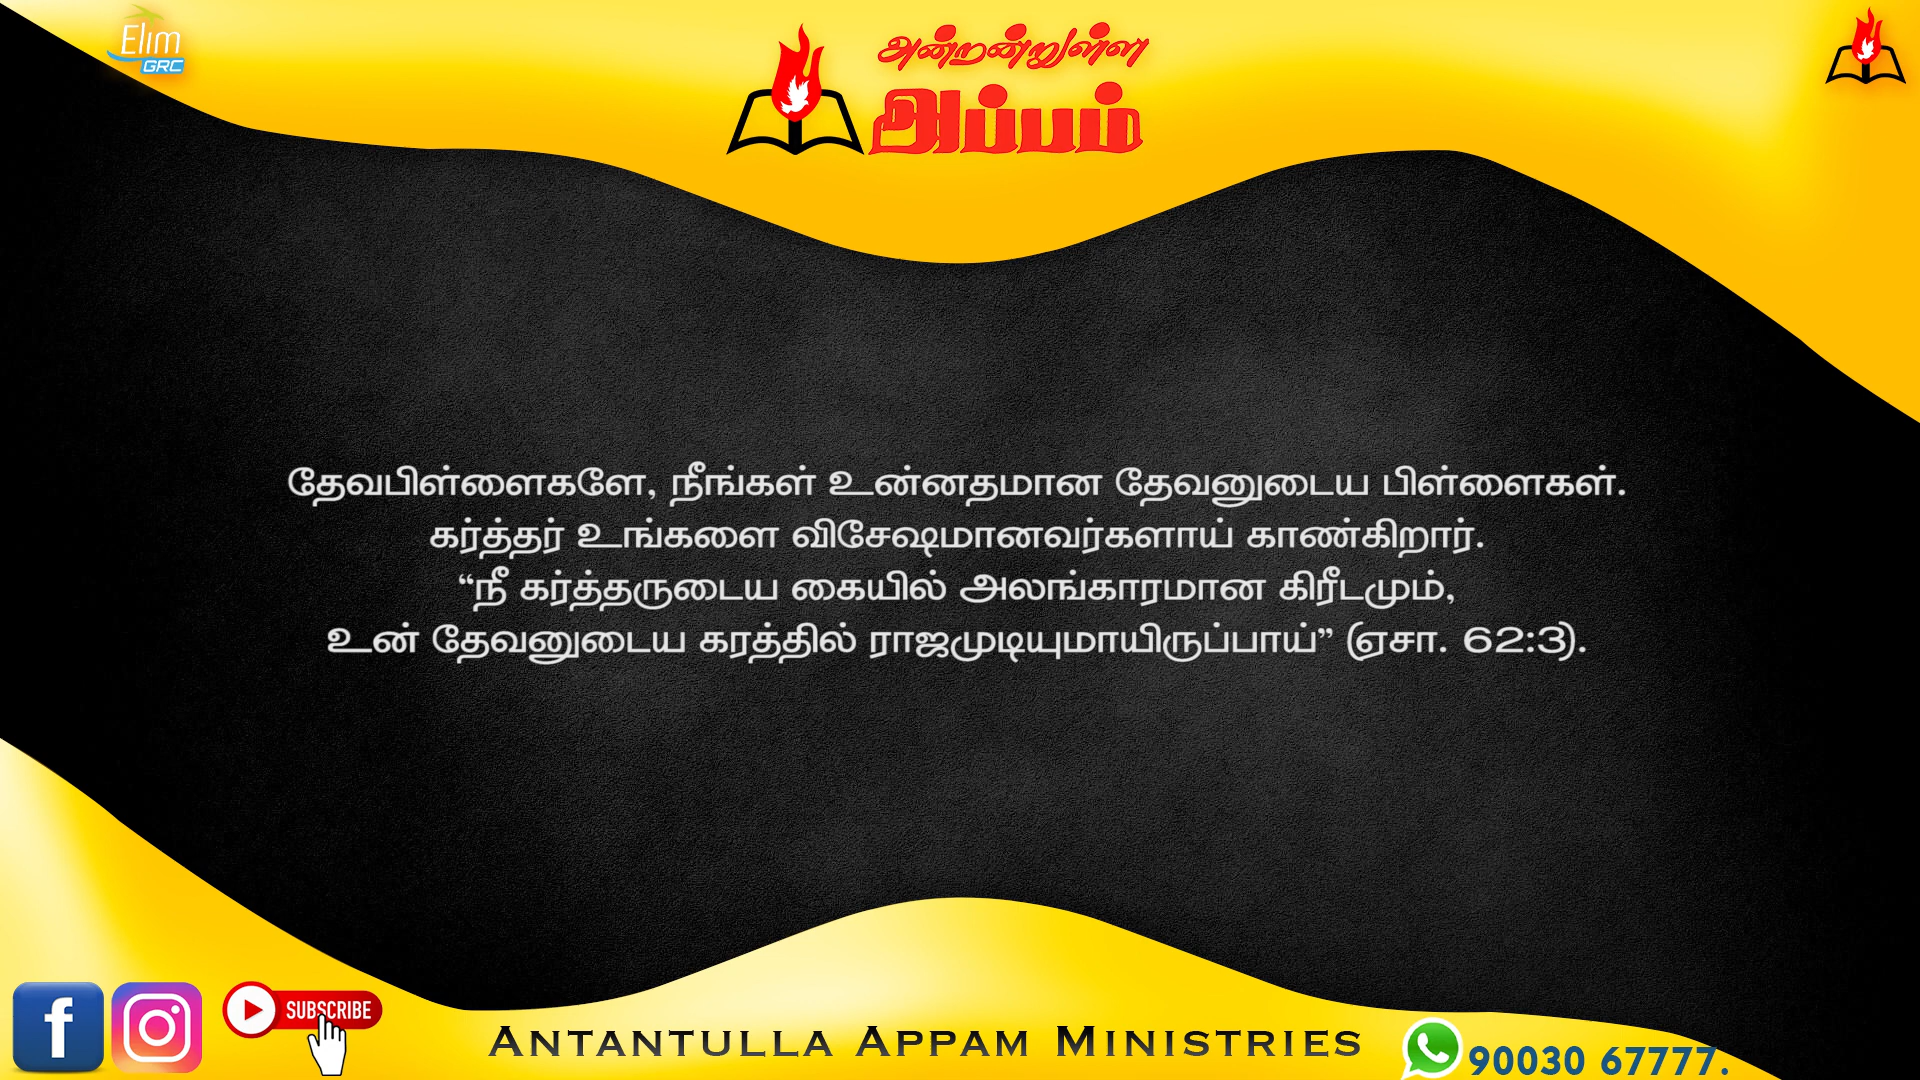 Elim
GRC
அன்றன்றுள்ள
அப்பம்
தேவபிள்ளைகளே, நீங்கள் உன்னதமான தேவனுடைய பிள்ளைகள்.
கர்த்தர் உங்களை விசேஷமானவர்களாய் காண்கிறார்.
“நீ கர்த்தருடைய கையில் அலங்காரமான கிரீடமும்,
உன் தேவனுடைய கரத்தில் ராஜமுடியுமாயிருப்பாய்” (ஏசா. 62:3).
SUBSCRIBE
ANTANTULLA APPAM MINISTRIES
90030 67777.